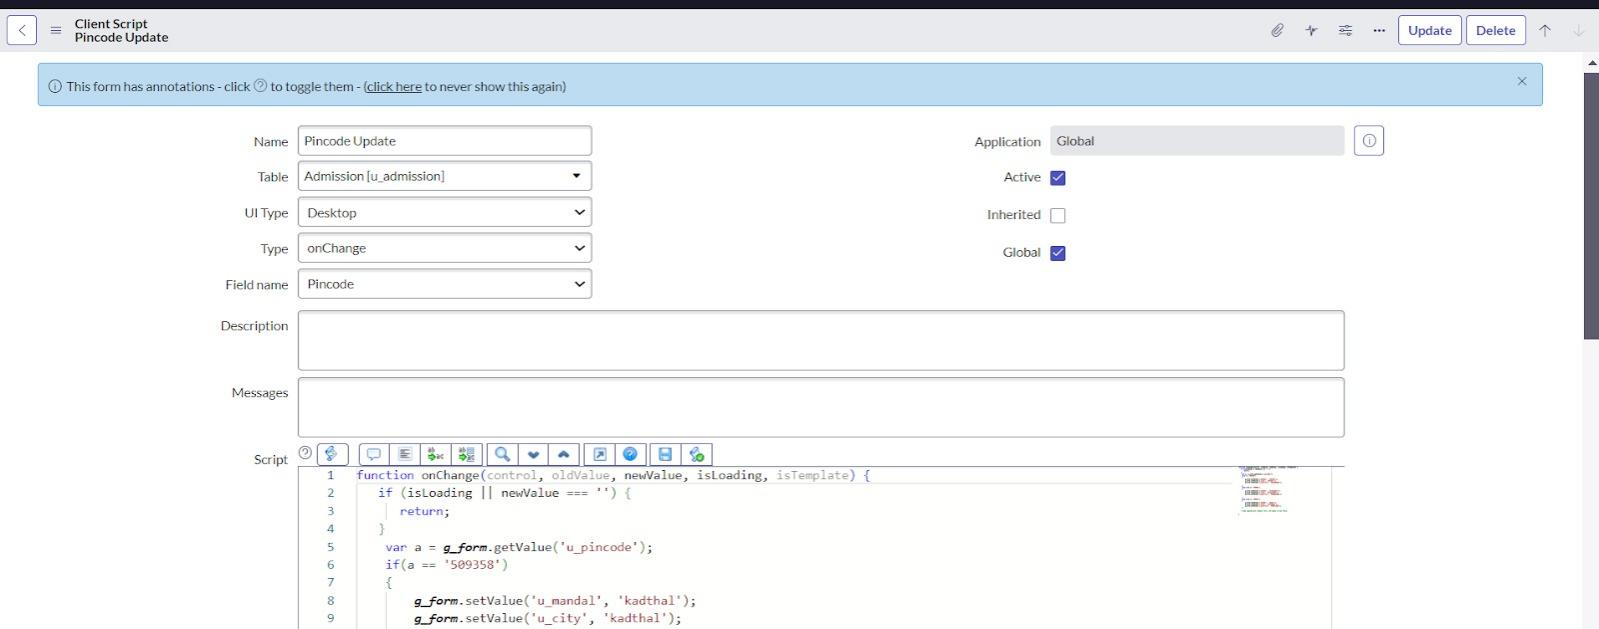 Client Script
Pincode Update
Update
Delete
This form has annotations - click ? to toggle them - (click here to never show this again)
Name
Pincode Update
Application
Global
Table
Admission [u_admission]
Active
UI Type
Desktop
Inherited
Type
onChange
Global
Field name
Pincode
Description
Messages
Script
1 function onChange(control, oldValue, newValue, isLoading, isTemplate) {
2 if (isLoading || newValue === '') {
3 return;
4 }
5 var a = g_form.getValue('u_pincode');
6 if(a == '509358')
7 {
8 g_form.setValue('u_mandal', 'kadthal');
9 g_form.setValue('u_city', 'kadthal');